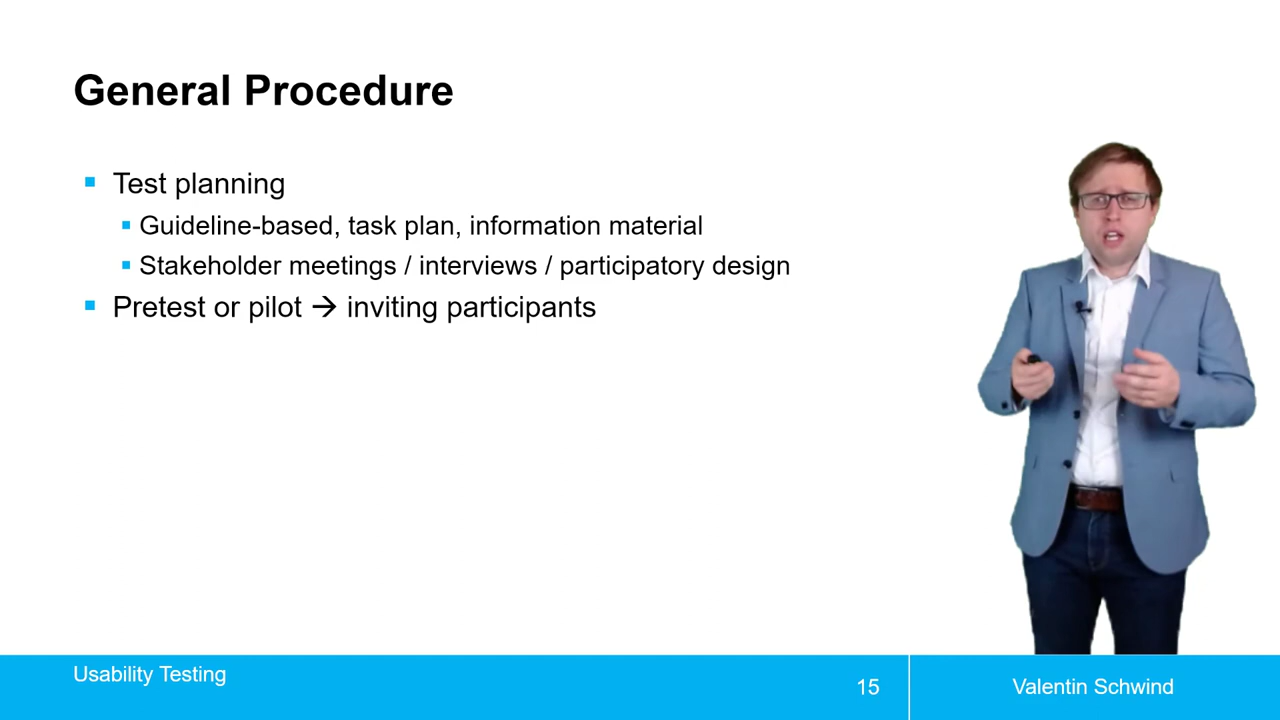 General Procedure
Test planning
Guideline-based, task plan, information material
Stakeholder meetings / interviews / participatory design
Pretest or pilot → inviting participants
Usability Testing
15
Valentin Schwind